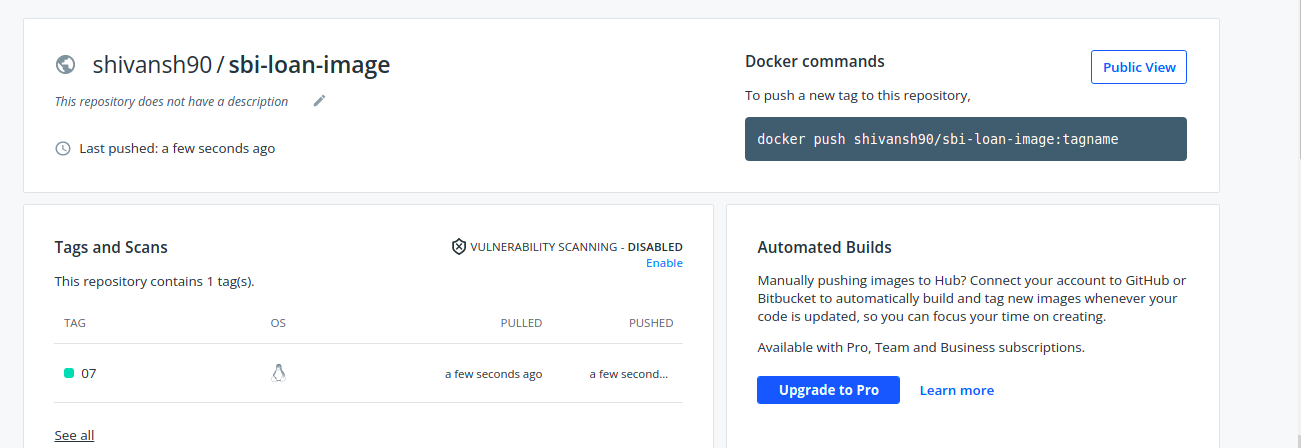 shivansh90 / sbi-loan-image
This repository does not have a description
Last pushed: a few seconds ago
Docker commands
Public View
To push a new tag to this repository,
docker push shivansh90/sbi-loan-image:tagname
Tags and Scans
VULNERABILITY SCANNING - DISABLED
Enable
This repository contains 1 tag(s).
TAG OS PULLED PUSHED
07 a few seconds ago a few second...
See all
Automated Builds
Manually pushing images to Hub? Connect your account to GitHub or
Bitbucket to automatically build and tag new images whenever your
code is updated, so you can focus your time on creating.
Available with Pro, Team and Business subscriptions.
Upgrade to Pro Learn more